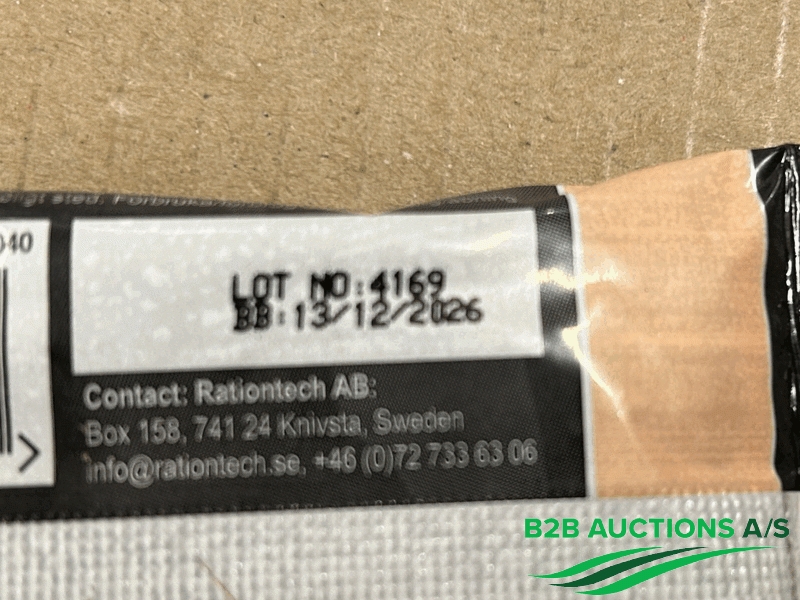 040
LOT NO:4169
BB:13/12/2026
Contact: Rationtech AB:
Box 158, 741 24 Knivsta, Sweden
info@rationtech.se, +46 (0)72 733 63 06
>
B2B AUCTIONS A/S